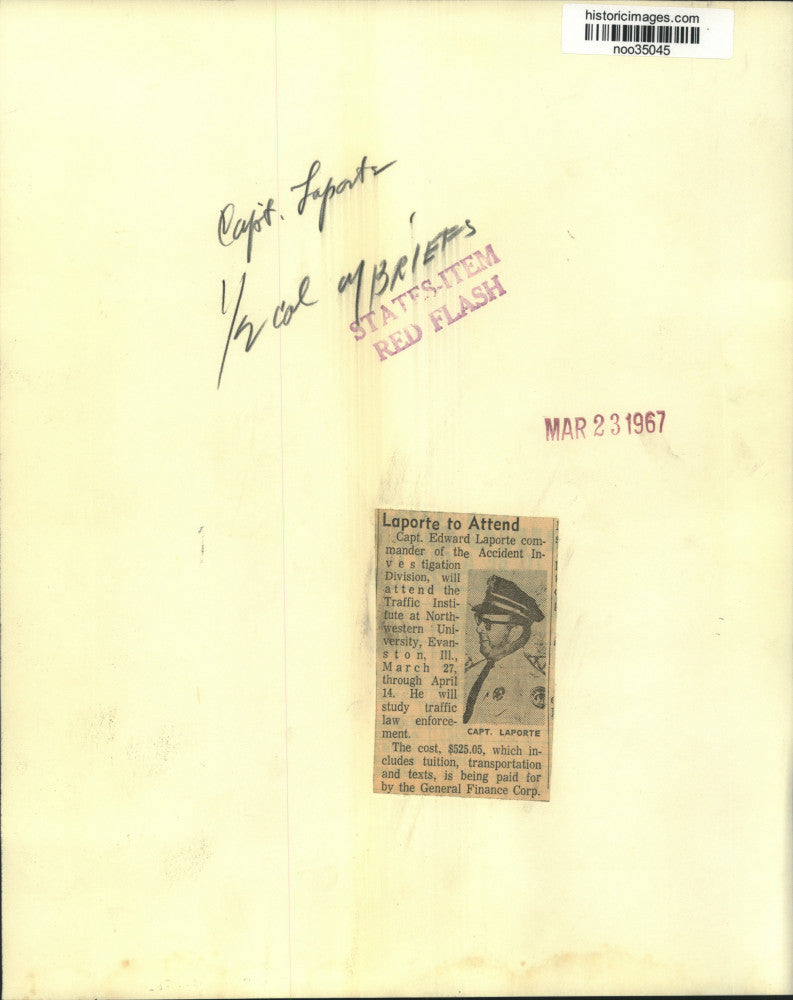 historicimages.com
noo35045
Capt. Laporte
1/2 col w/BRIEFS
STATES-ITEM
RED FLASH
MAR 23 1967
Laporte to Attend
Capt. Edward Laporte com-
mander of the Accident In-
ves tigation
Division, will
attend the
Traffic Insti-
tute at North-
western Uni-
versity, Evan-
ston, Ill.,
March 27,
through April
14. He will
study traffic
law enforce-
ment.
CAPT. LAPORTE
The cost, $525.05, which in-
cludes tuition, transportation
and texts, is being paid for
by the General Finance Corp.